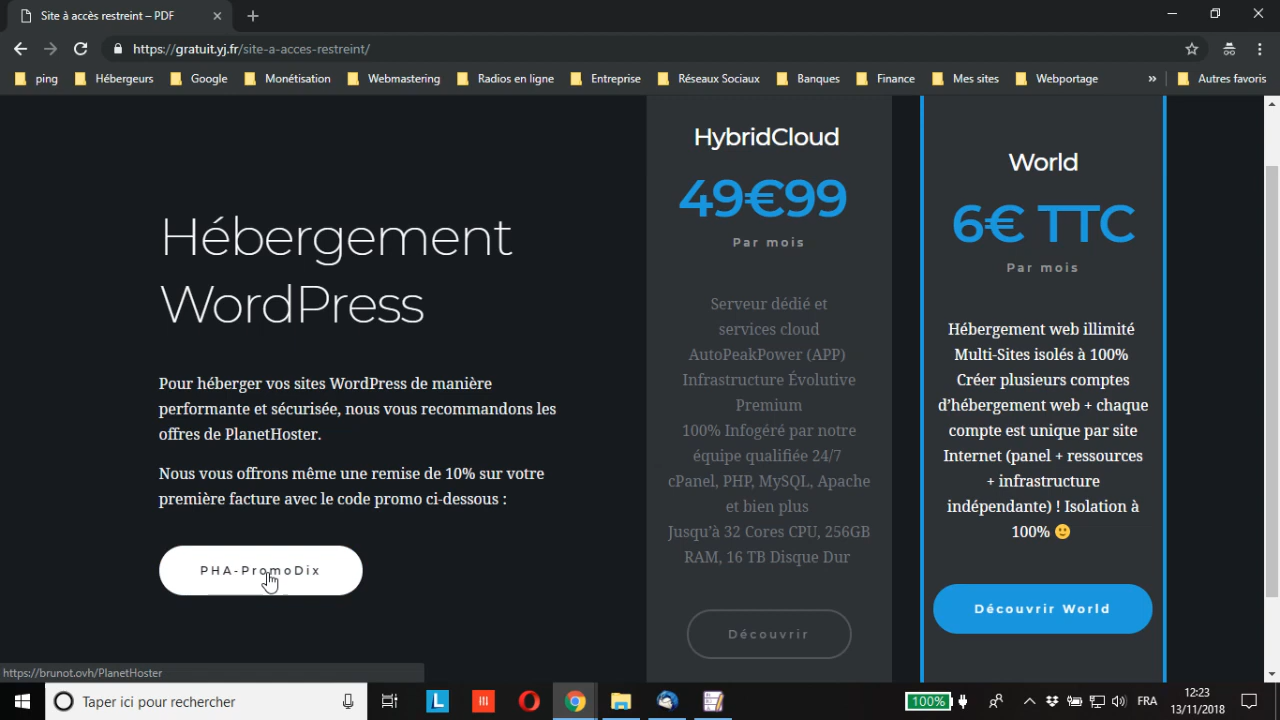 Site à accès restreint – PDF
https://gratuit.yj.fr/site-a-acces-restreint/
ping
Hébergeurs
Google
Monétisation
Webmastering
Radios en ligne
Entreprise
Réseaux Sociaux
Banques
Finance
Mes sites
Webportage
»
Autres favoris
Hébergement
WordPress
Pour héberger vos sites WordPress de manière
performante et sécurisée, nous vous recommandons les
offres de PlanetHoster.
Nous vous offrons même une remise de 10% sur votre
première facture avec le code promo ci-dessous :
PHA-PromoDix
HybridCloud
49€99
Par mois
Serveur dédié et
services cloud
AutoPeakPower (APP)
Infrastructure Évolutive
Premium
100% Infogéré par notre
équipe qualifiée 24/7
cPanel, PHP, MySQL, Apache
et bien plus
Jusqu'à 32 Cores CPU, 256GB
RAM, 16 TB Disque Dur
Découvrir
World
6€ TTC
Par mois
Hébergement web illimité
Multi-Sites isolés à 100%
Créer plusieurs comptes
d'hébergement web + chaque
compte est unique par site
Internet (panel + ressources
+ infrastructure
indépendante) ! Isolation à
100% 🙂
Découvrir World
https://brunot.ovh/PlanetHoster
Taper ici pour rechercher
L
100%
FRA
12:23
13/11/2018